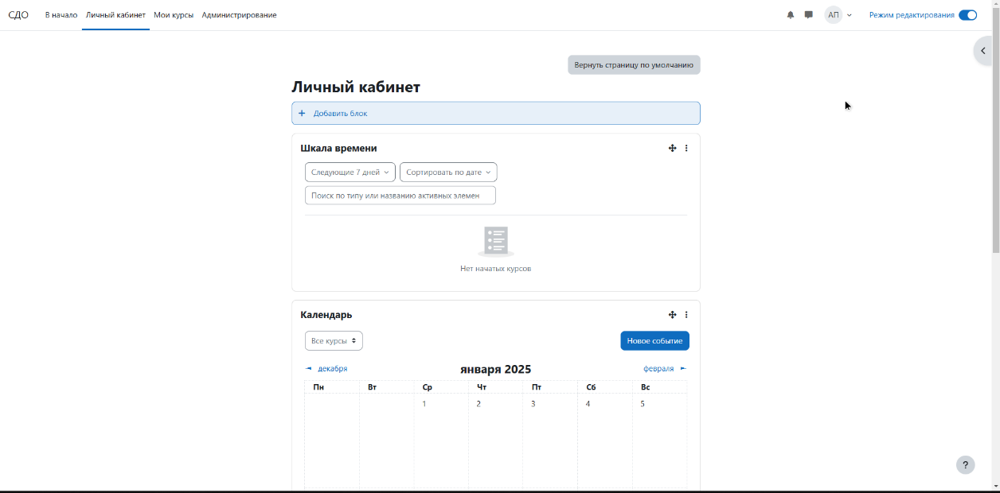 СДО В начало Личный кабинет Мои курсы Администрирование АП Режим редактирования
Вернуть страницу по умолчанию
Личный кабинет
+ Добавить блок
Шкала времени
Следующие 7 дней Сортировать по дате
Поиск по типу или названию активных элемен
Нет начатых курсов
Календарь
Все курсы Новое событие
◄ декабря января 2025 февраля ►
Пн Вт Ср Чт Пт Сб Вс
1 2 3 4 5
?